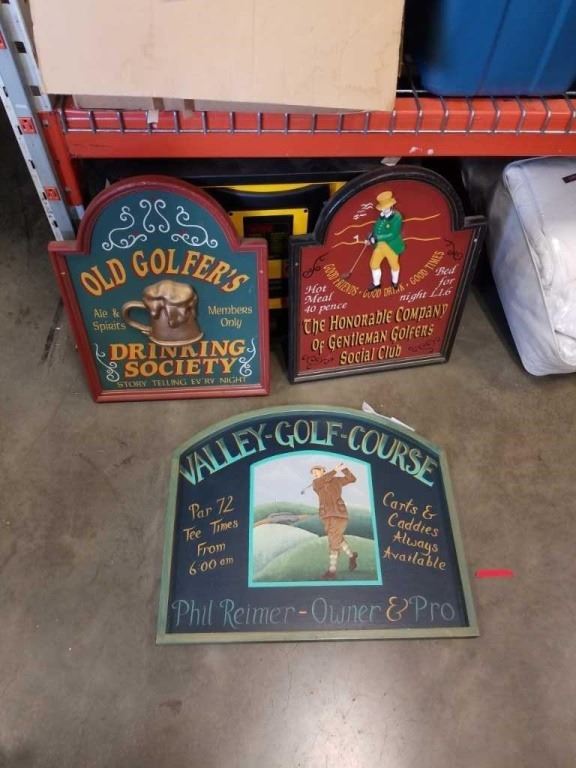 OLD GOLFER'S
Ale &
Spirits
Members
Only
DRINKING
SOCIETY
STORY TELLING EV'RY NIGHT
GOOD FRIENDS · GOOD DRINK · GOOD TIMES
Hot
Meal
40 pence
Bed
for
night
The Honorable Company
Of Gentleman Golfers
Social Club
VALLEY-GOLF-COURSE
Par 72
Tee Times
From
6:00 am
Carts &
Caddies
Always
Available
Phil Reimer - Owner & Pro